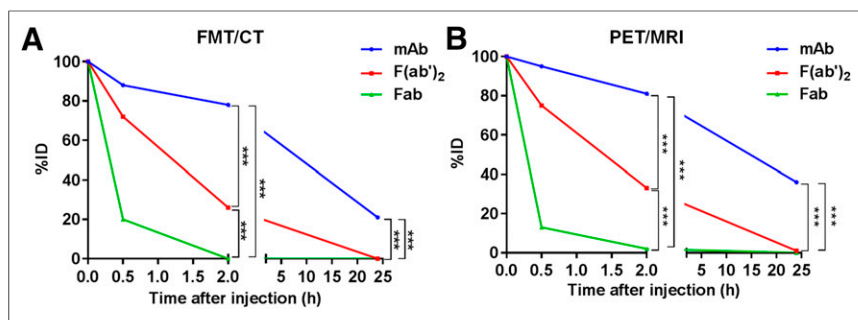 A
FMT/CT
mAb
F(ab')2
Fab
%ID
100
80
60
40
20
0
0.0 0.5 1.0 1.5 2.0 5 10 15 20 25
Time after injection (h)
***
***
***
***
***
B
PET/MRI
mAb
F(ab')2
Fab
%ID
100
80
60
40
20
0
0.0 0.5 1.0 1.5 2.0 5 10 15 20 25
Time after injection (h)
***
***
***
***
***